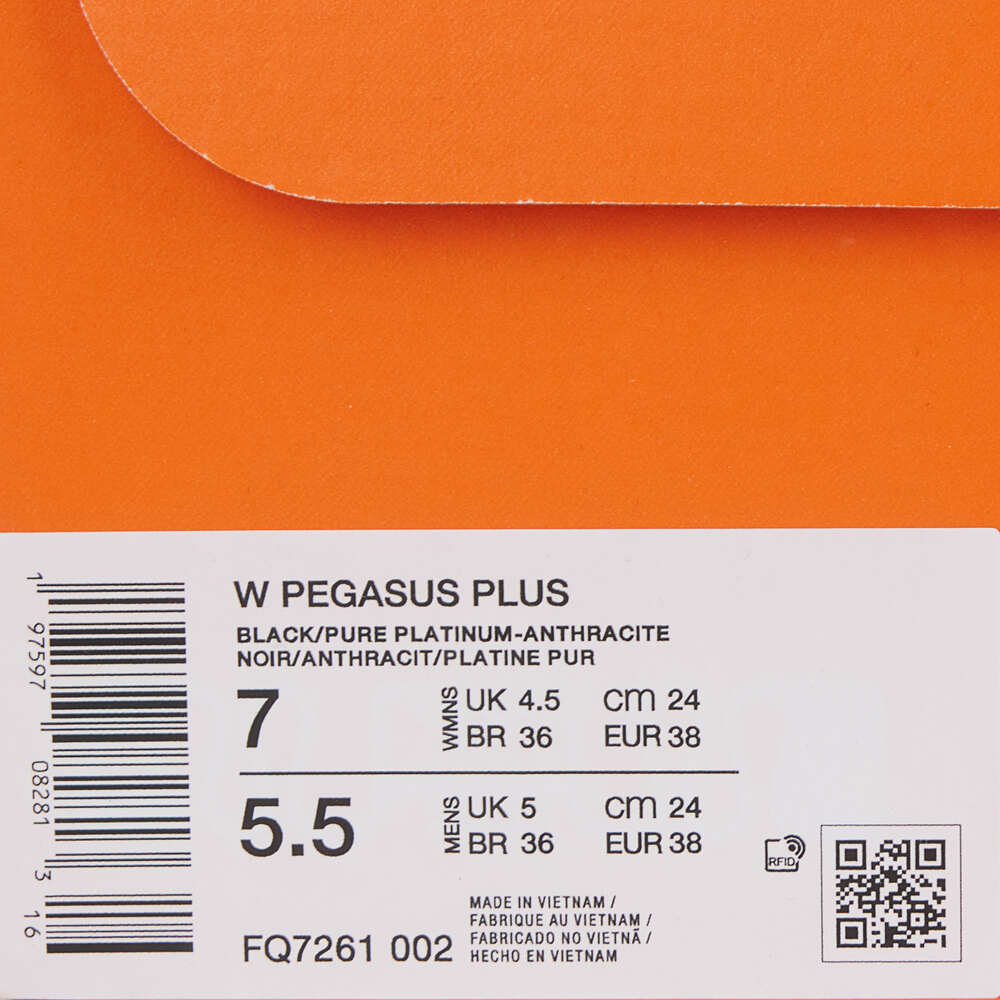 W PEGASUS PLUS
BLACK/PURE PLATINUM-ANTHRACITE
NOIR/ANTHRACIT/PLATINE PUR
7 WMNS UK 4.5 CM 24
BR 36 EUR 38
5.5 MENS UK 5 CM 24
BR 36 EUR 38
RFID
FQ7261 002
MADE IN VIETNAM /
FABRIQUE AU VIETNAM /
FABRICADO NO VIETNÃ /
HECHO EN VIETNAM
1 97597 08281 3 16